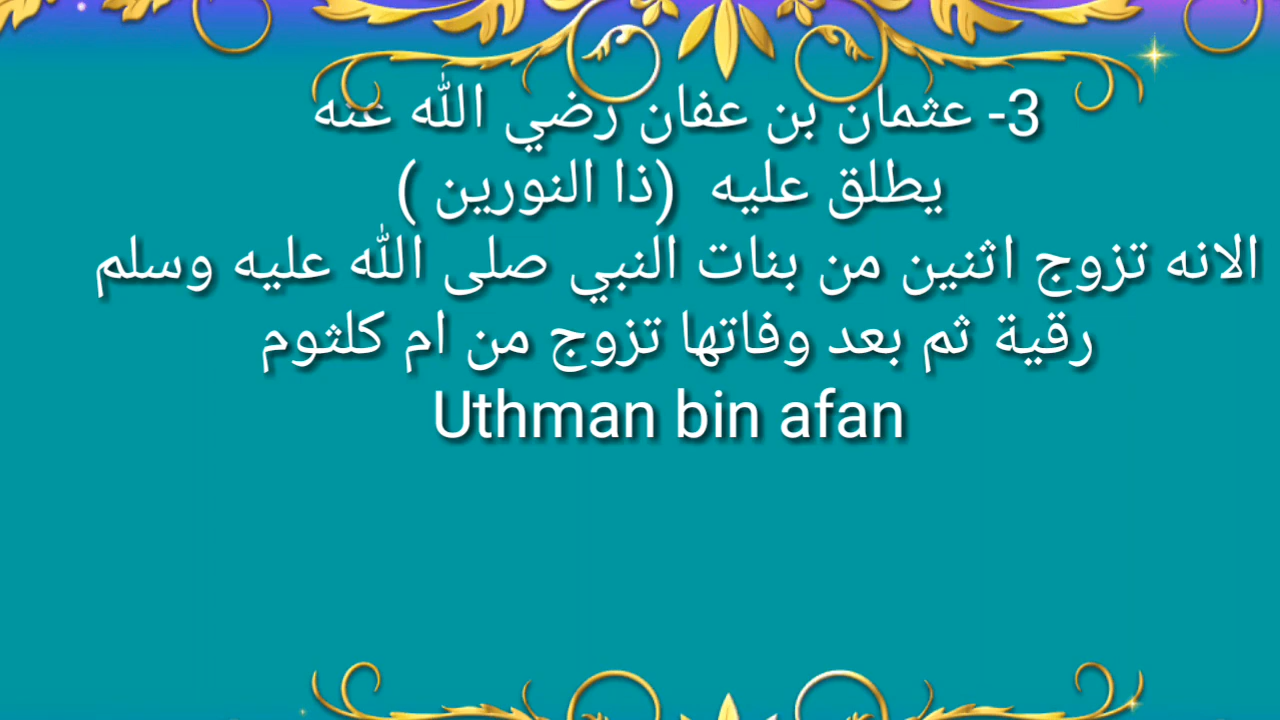 3- عثمان بن عفان رضي الله عنه
يطلق عليه (ذا النورين )
الانه تزوج اثنين من بنات النبي صلى الله عليه وسلم
رقية ثم بعد وفاتها تزوج من ام كلثوم
Uthman bin afan